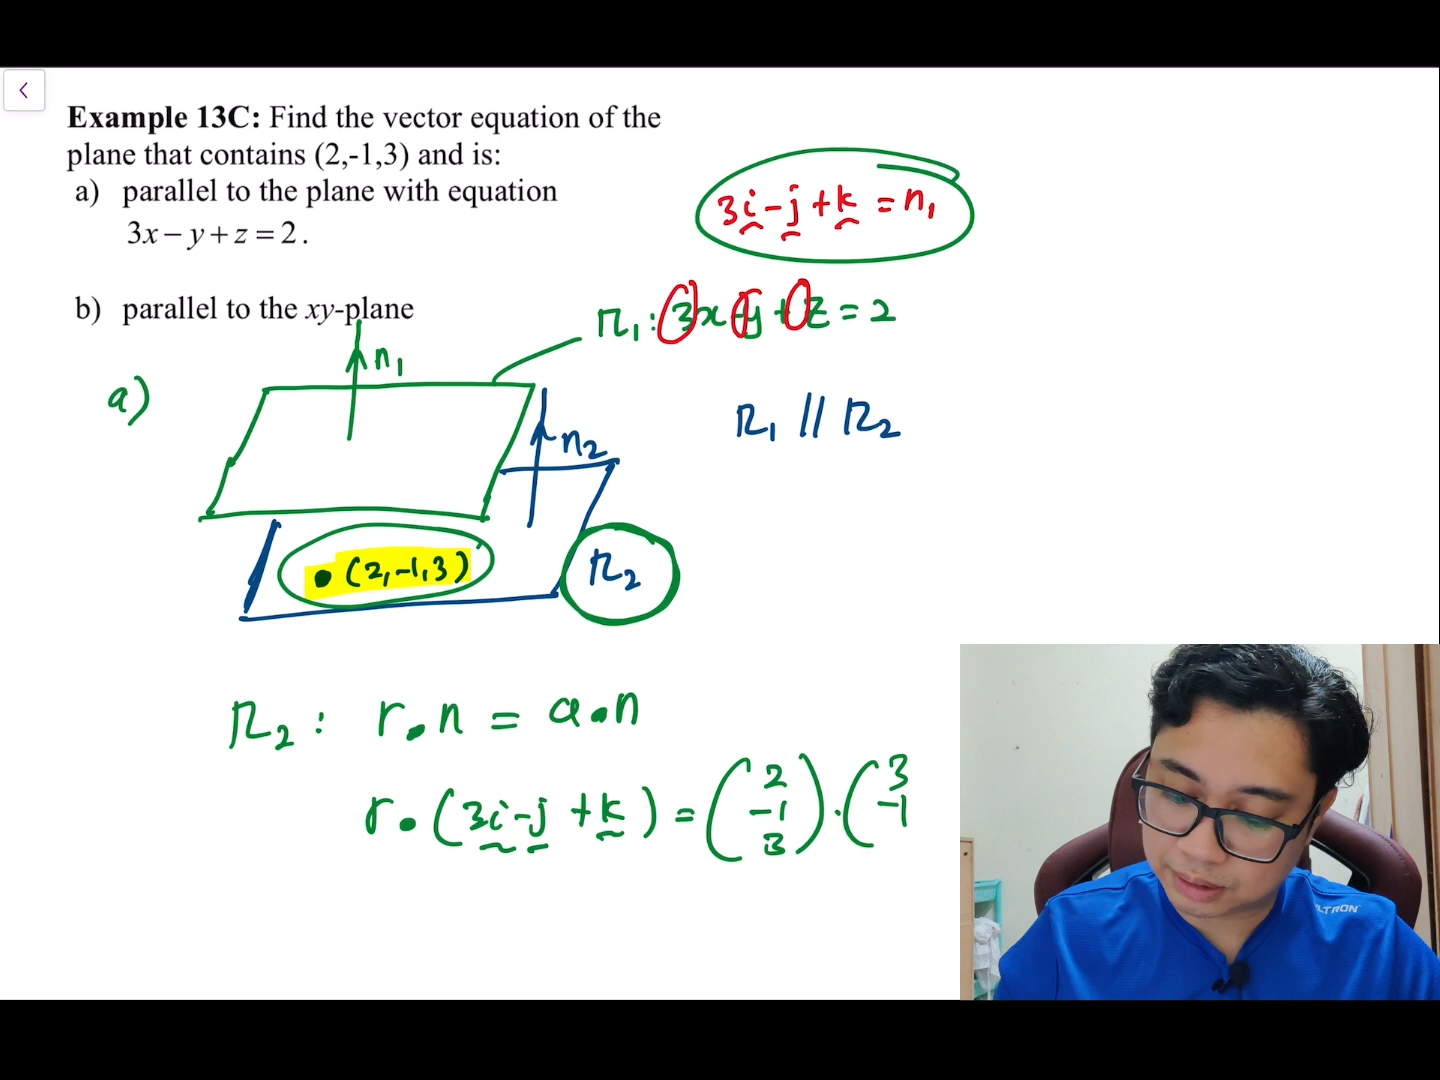 Example 13C: Find the vector equation of the
plane that contains (2,-1,3) and is:
a) parallel to the plane with equation
3x − y + z = 2.
b) parallel to the xy-plane
3i - j + k = n₁
π₁: 3x - y + z = 2
a)
n₁
π₁ // π₂
n₂
(2, -1, 3)
π₂
π₂ : r • n = a • n
r • (3i - j + k) = (2 -1 3) · (3 -1
LTRON